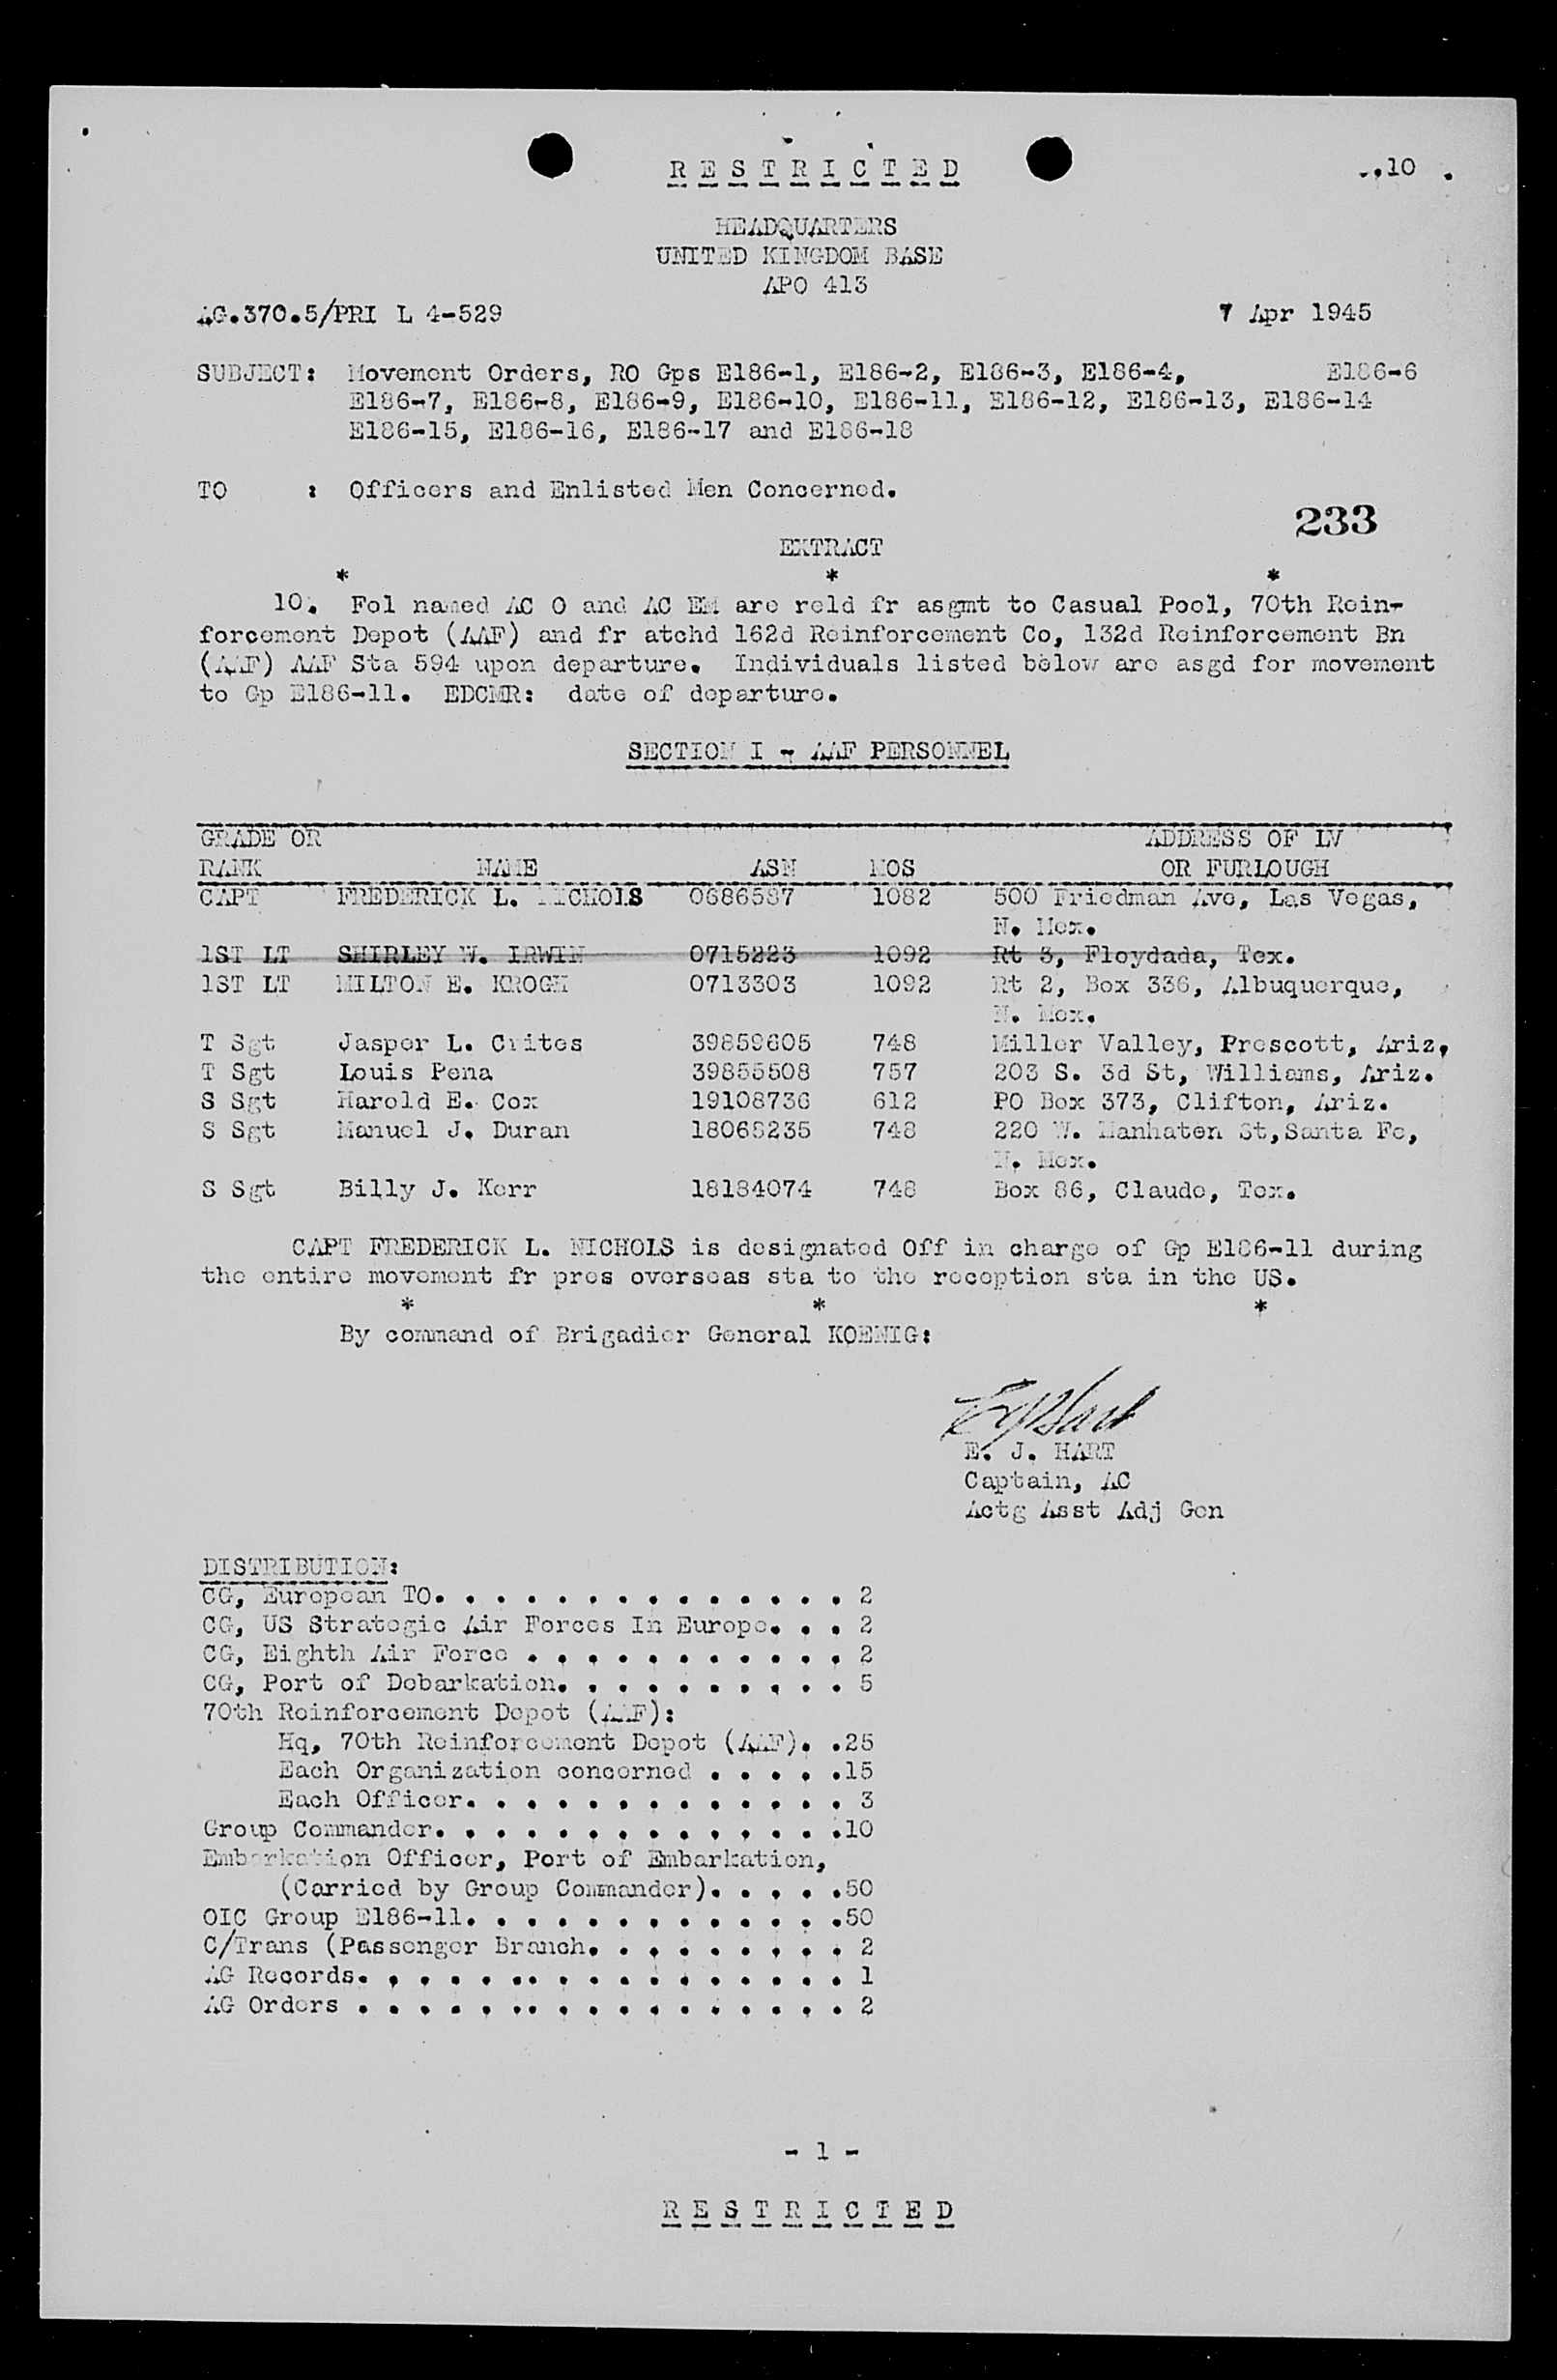 R E S T R I C T E D
..10
HEADQUARTERS
UNITED KINGDOM BASE
APO 413
AG.370.5/PRI L 4-529 7 Apr 1945
SUBJECT: Movement Orders, RO Gps E186-1, E186-2, E186-3, E186-4, E186-6
E186-7, E186-8, E186-9, E186-10, E186-11, E186-12, E186-13, E186-14
E186-15, E186-16, E186-17 and E186-18
TO : Officers and Enlisted Men Concerned.
233
EXTRACT
* * *
10. Fol named AC O and AC EM are reld fr asgmt to Casual Pool, 70th Rein-
forcement Depot (AAF) and fr atchd 162d Reinforcement Co, 132d Reinforcement Bn
(AAF) AAF Sta 594 upon departure. Individuals listed below are asgd for movement
to Gp E186-11. EDCMR: date of departure.
SECTION I - AAF PERSONNEL
GRADE OR ADDRESS OF LV
RANK NAME ASN MOS OR FURLOUGH
CAPT FREDERICK L. NICHOLS 0686587 1082 500 Friedman Ave, Las Vegas,
N. Mex.
1ST LT SHIRLEY W. IRWIN 0715223 1092 Rt 3, Floydada, Tex.
1ST LT MILTON E. KROGH 0713303 1092 Rt 2, Box 336, Albuquerque,
N. Mex.
T Sgt Jasper L. Crites 39859605 748 Miller Valley, Prescott, Ariz.
T Sgt Louis Pena 39855508 757 203 S. 3d St, Williams, Ariz.
S Sgt Harold E. Cox 19108736 612 PO Box 373, Clifton, Ariz.
S Sgt Manuel J. Duran 18068235 748 220 W. Manhaten St, Santa Fe,
N. Mex.
S Sgt Billy J. Kerr 18184074 748 Box 86, Claude, Tex.
CAPT FREDERICK L. NICHOLS is designated Off in charge of Gp E186-11 during
the entire movement fr pres overseas sta to the reception sta in the US.
* * *
By command of Brigadier General KOENIG:
E J Hart
E. J. HART
Captain, AC
Actg Asst Adj Gen
DISTRIBUTION:
CG, European TO. . . . . . . . . . . . . . 2
CG, US Strategic Air Forces In Europe. . . 2
CG, Eighth Air Force . . . . . . . . . . . 2
CG, Port of Debarkation. . . . . . . . . . 5
70th Reinforcement Depot (AAF):
Hq, 70th Reinforcement Depot (AAF). .25
Each Organization concerned . . . . .15
Each Officer. . . . . . . . . . . . . 3
Group Commander. . . . . . . . . . . . . .10
Embarkation Officer, Port of Embarkation,
(Carried by Group Commander). . . . .50
OIC Group E186-11. . . . . . . . . . . . .50
C/Trans (Passenger Branch. . . . . . . . . 2
AG Records. . . . . .. . . . . . . . . . . 1
AG Orders . . . . . .. . . . . . . . . . . 2
- 1 -
R E S T R I C T E D